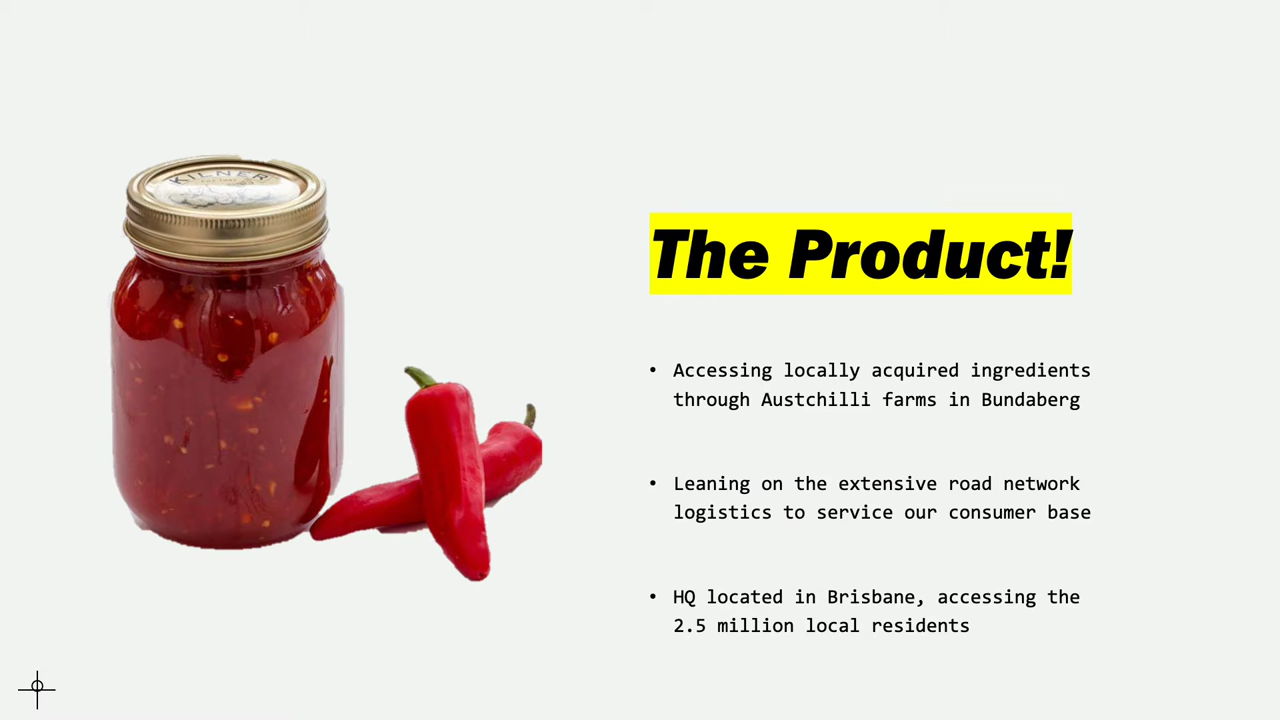 KILNER
The Product!
• Accessing locally acquired ingredients
through Austchilli farms in Bundaberg
• Leaning on the extensive road network
logistics to service our consumer base
• HQ located in Brisbane, accessing the
2.5 million local residents